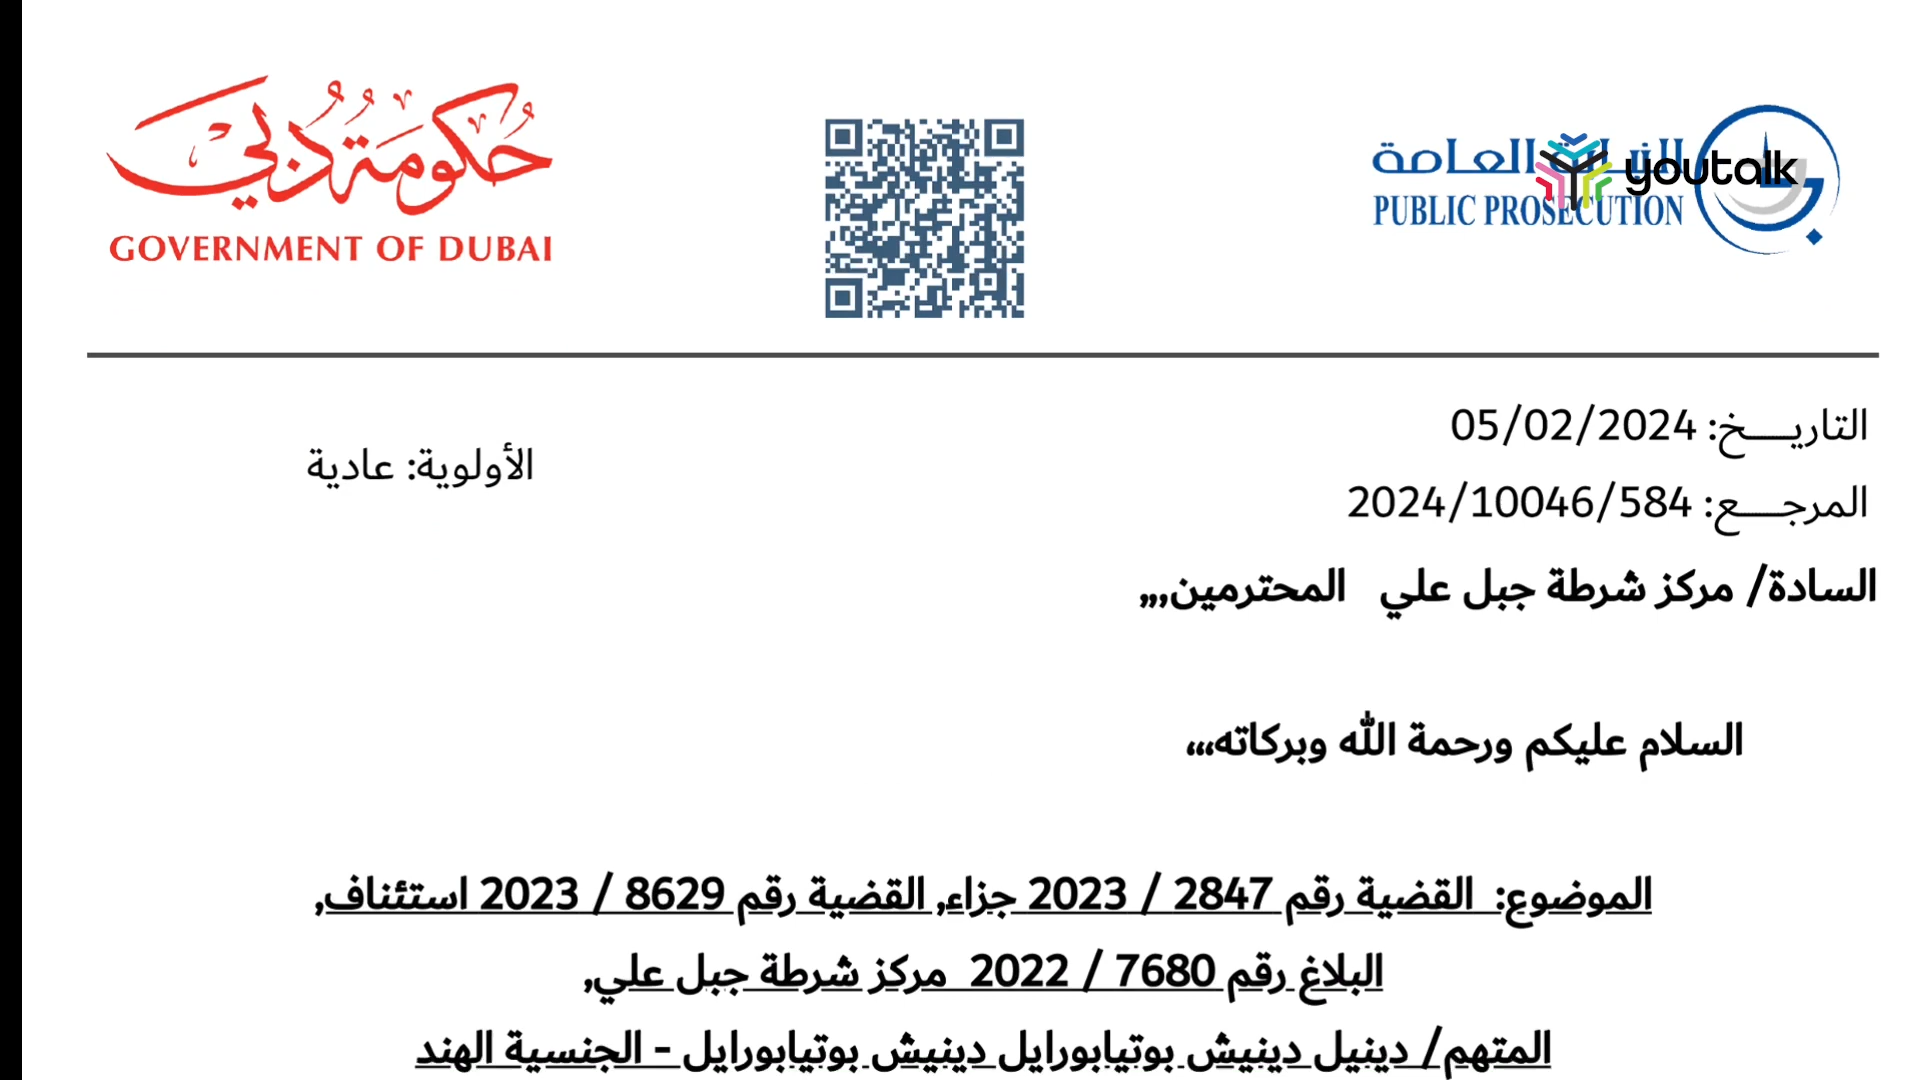 حكومة دبي
GOVERNMENT OF DUBAI
النيابة العامة
PUBLIC PROSECUTION
youtalk
التاريـــخ: 05/02/2024
الأولوية: عادية
المرجـــع: 2024/10046/584
السادة/ مركز شرطة جبل علي المحترمين,,,
السلام عليكم ورحمة الله وبركاته،،،
الموضوع: القضية رقم 2847 / 2023 جزاء, القضية رقم 8629 / 2023 استئناف,
البلاغ رقم 7680 / 2022 مركز شرطة جبل علي,
المتهم/ دينيل دينيش بوتيابورايل دينيش بوتيابورايل - الجنسية الهند